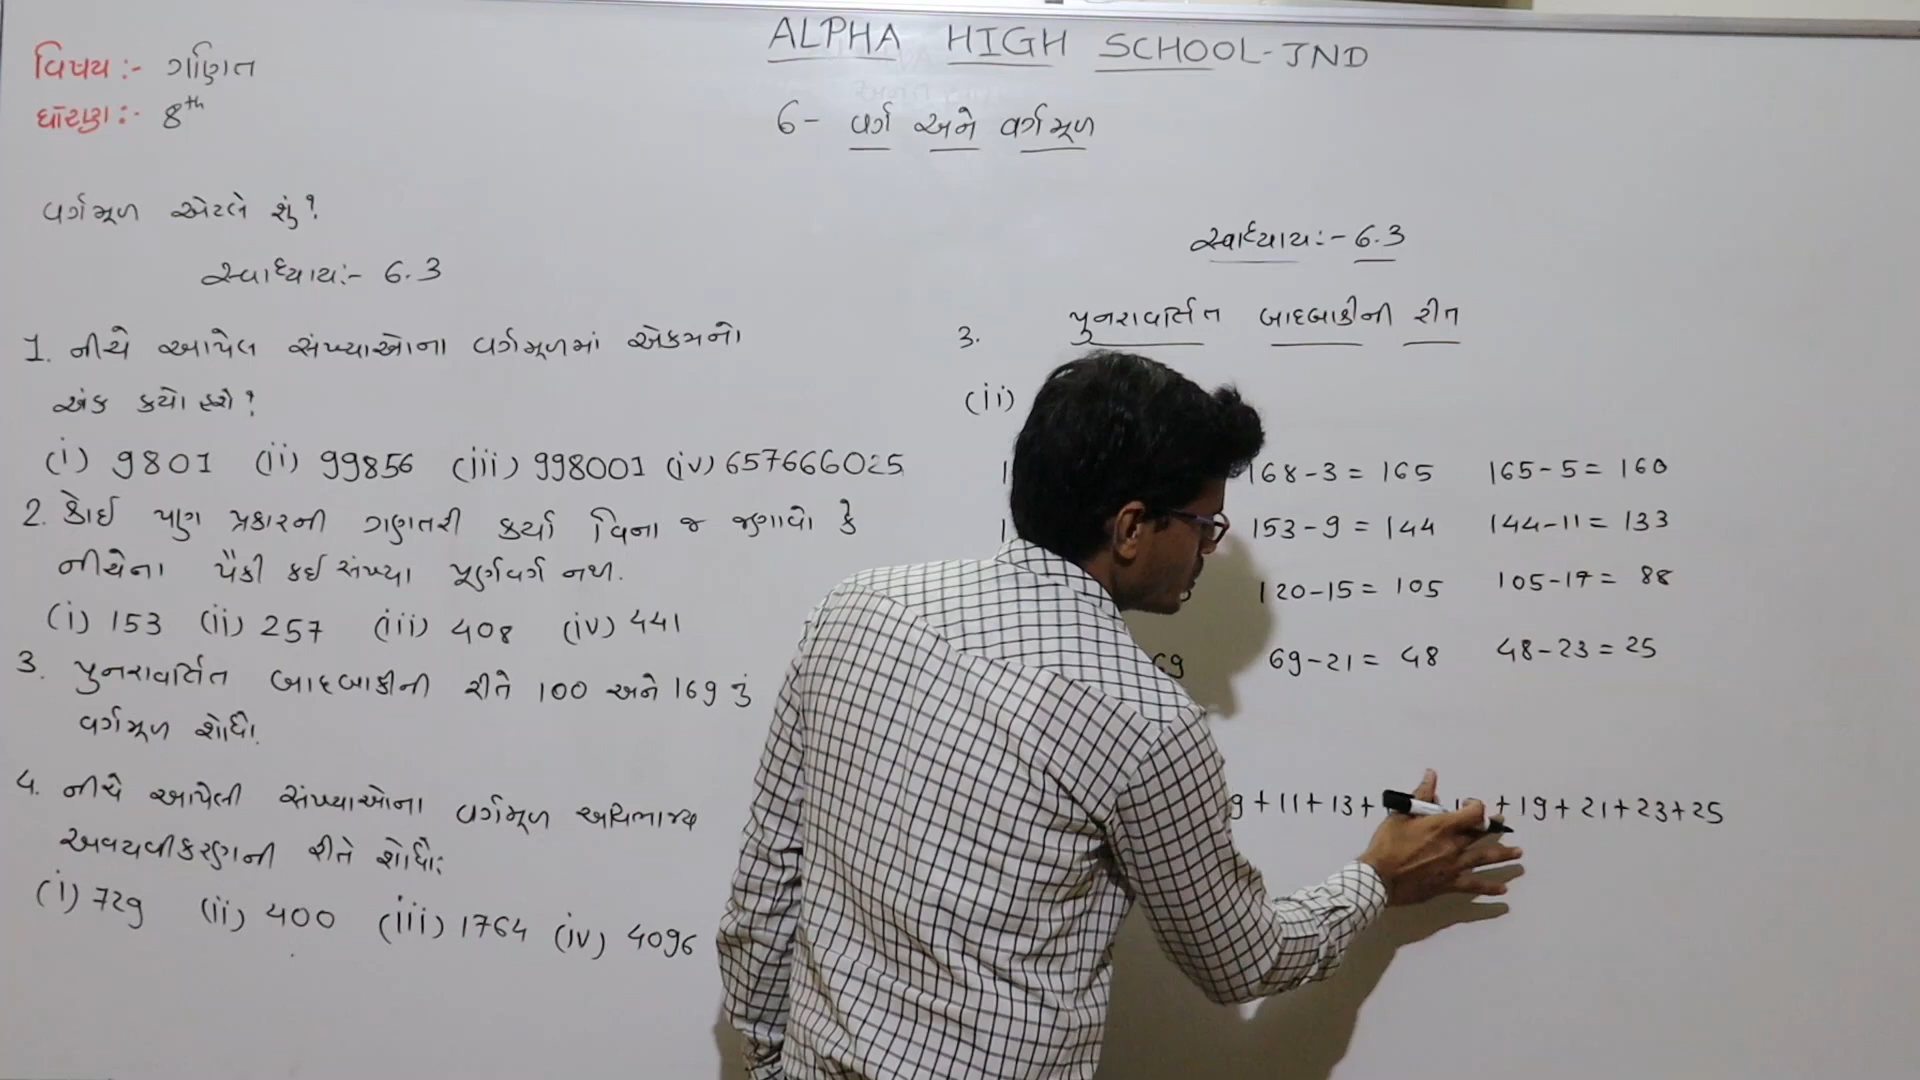 ALPHA HIGH SCHOOL-JND
વિષય :- ગણિત
ધોરણ :- 8th
6- વર્ગ અને વર્ગમૂળ
વર્ગમૂળ એટલે શું?
સ્વાધ્યાય:- 6.3
1. નીચે આપેલ સંખ્યાઓના વર્ગમૂળમાં એકમનો
અંક કયો હશે?
(i) 9801 (ii) 99856 (iii) 998001 (iv) 657666025
2. કોઈ પણ પ્રકારની ગણતરી કર્યા વિના જ જણાવો કે
નીચેના પૈકી કઈ સંખ્યા પૂર્ણવર્ગ નથી.
(i) 153 (ii) 257 (iii) 408 (iv) 441
3. પુનરાવર્તિત બાદબાકીની રીતે 100 અને 169 નું
વર્ગમૂળ શોધો.
4. નીચે આપેલી સંખ્યાઓના વર્ગમૂળ અવિભાજ્ય
અવયવીકરણની રીતે શોધો:
(i) 729 (ii) 400 (iii) 1764 (iv) 4096
સ્વાધ્યાય:- 6.3
3. પુનરાવર્તિત બાદબાકીની રીત
(ii)
168-3 = 165 165-5 = 160
153-9 = 144 144-11 = 133
120-15 = 105 105-17 = 88
69 69-21 = 48 48-23 = 25
9+11+13+ +19+21+23+25